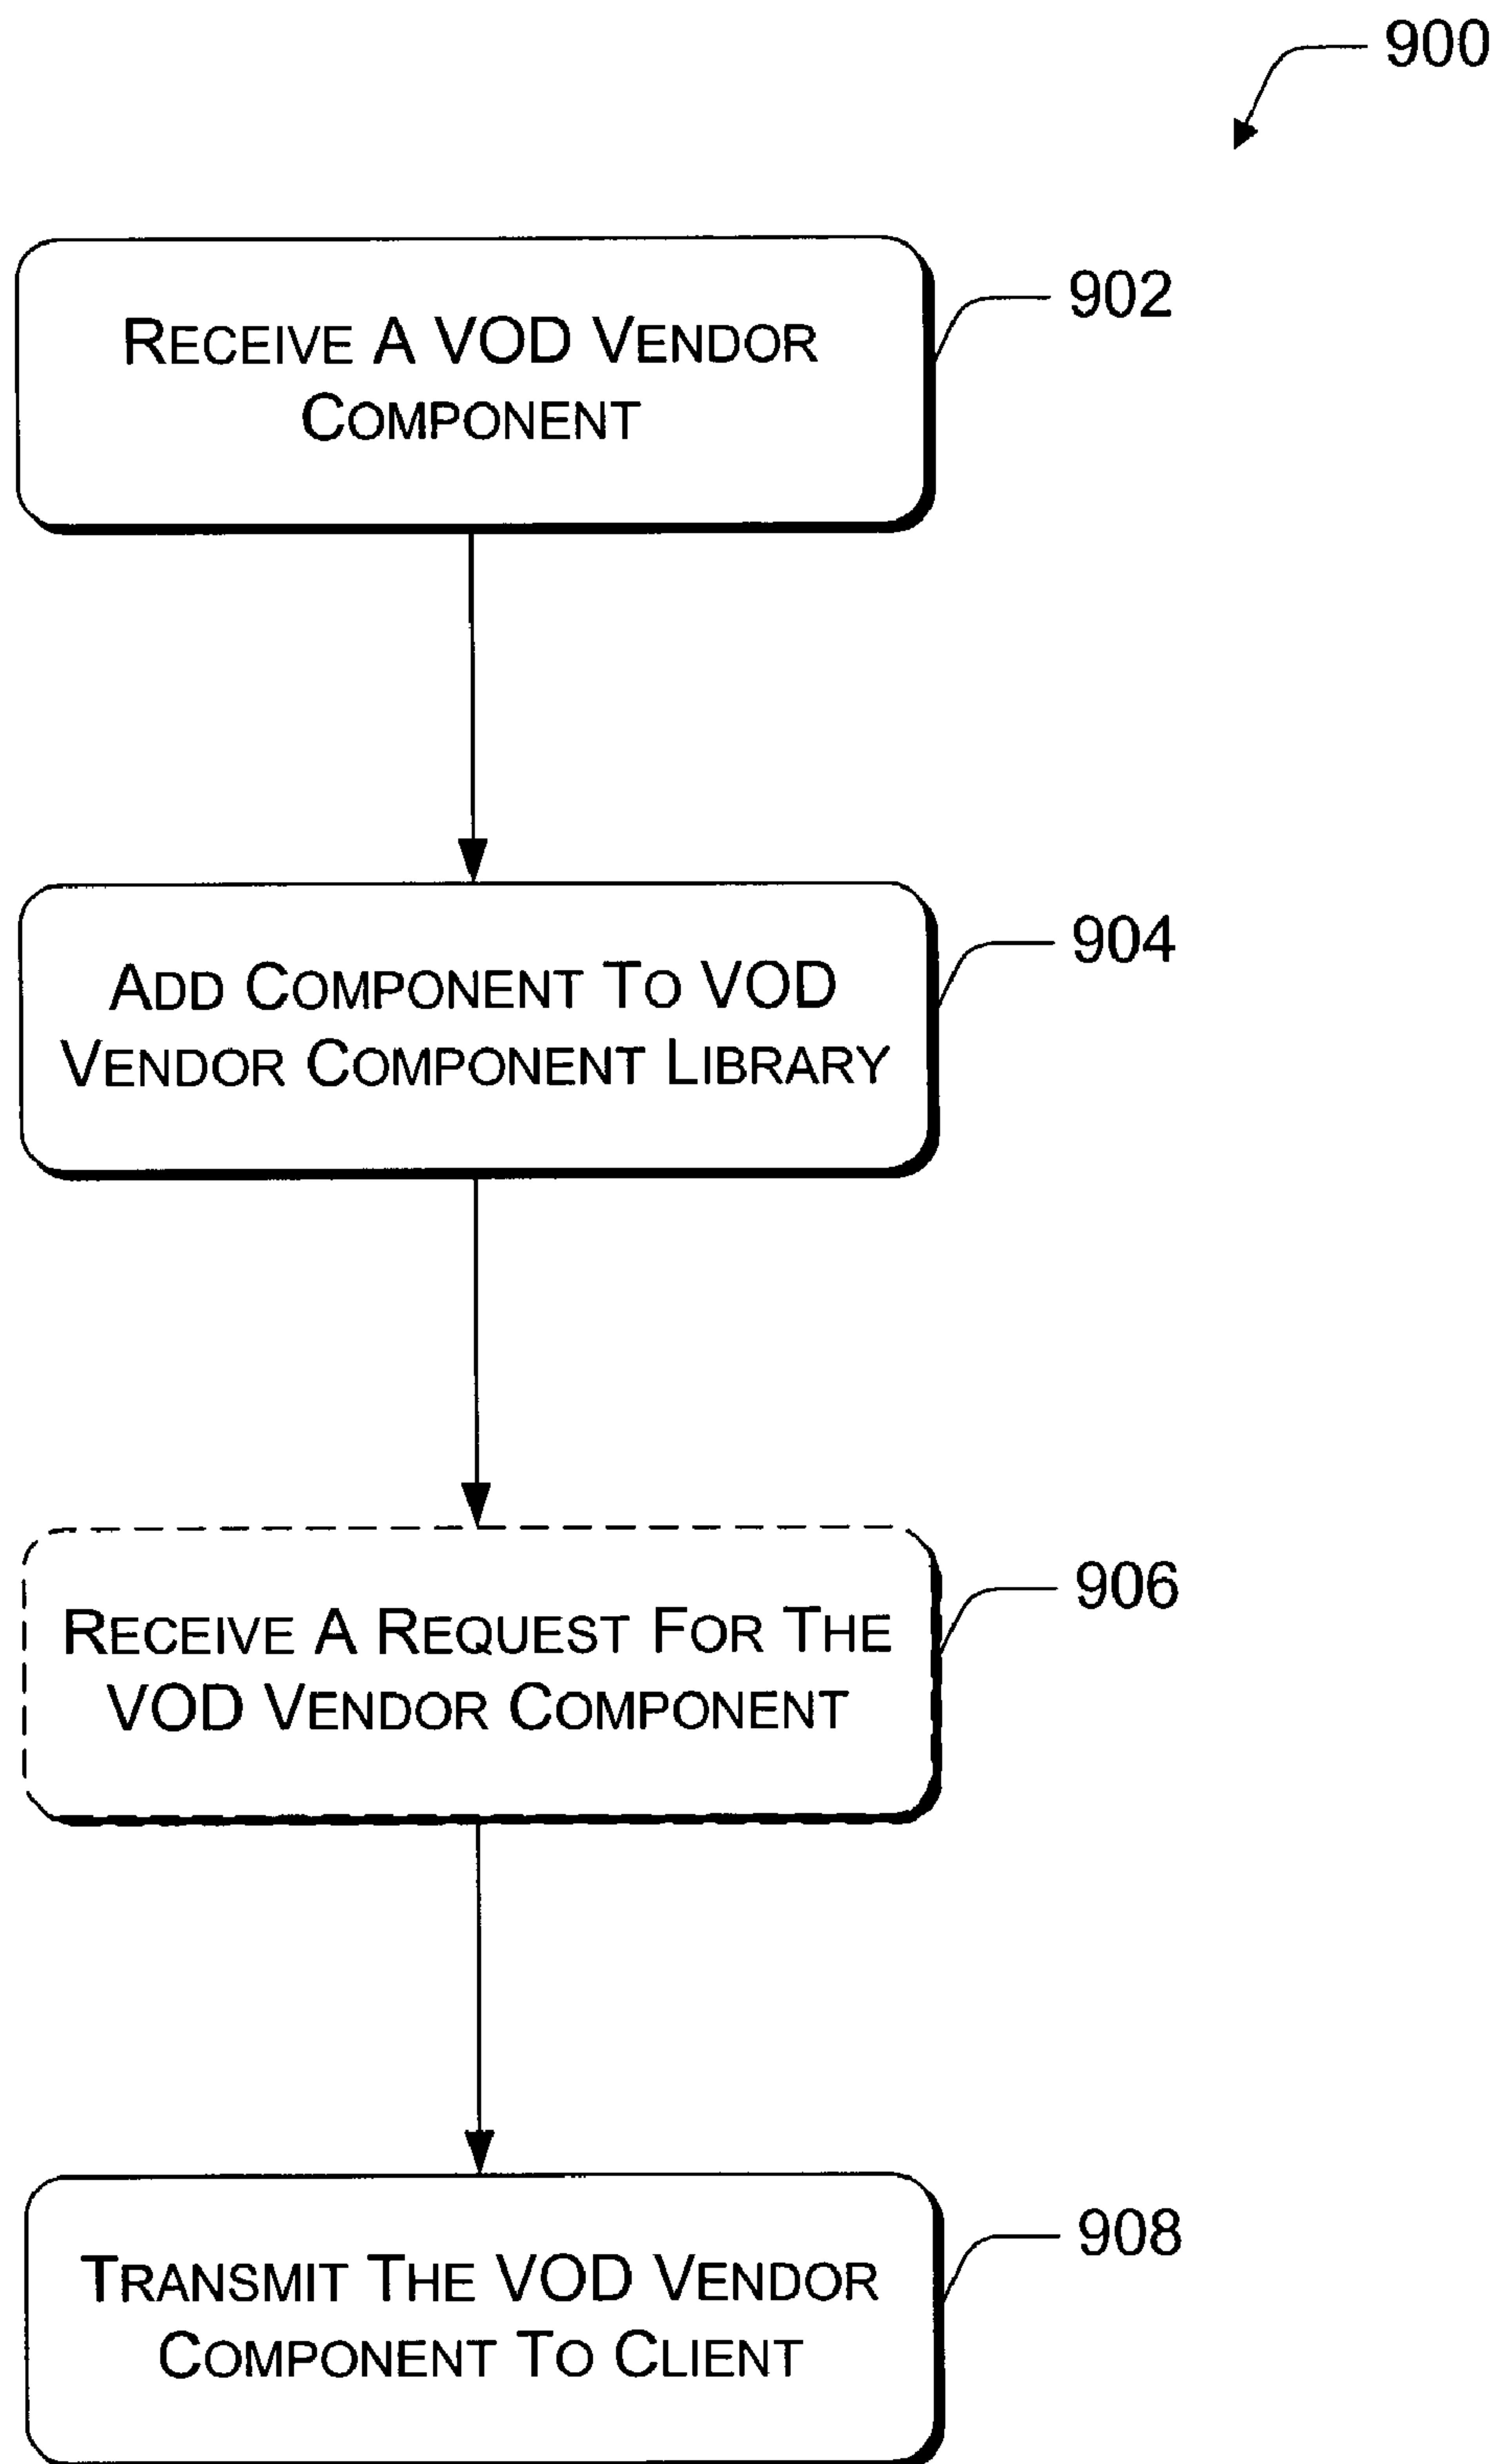 900
RECEIVE A VOD VENDOR
COMPONENT
902
ADD COMPONENT TO VOD
VENDOR COMPONENT LIBRARY
904
RECEIVE A REQUEST FOR THE
VOD VENDOR COMPONENT
906
TRANSMIT THE VOD VENDOR
COMPONENT TO CLIENT
908